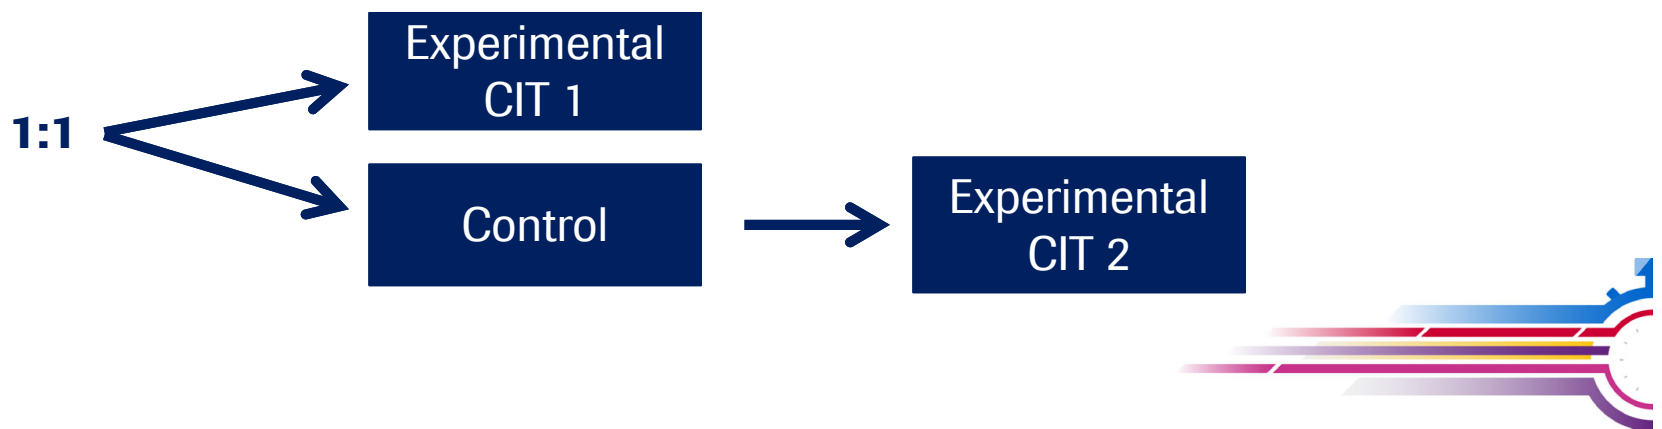 1:1
Experimental
CIT 1
Control
Experimental
CIT 2